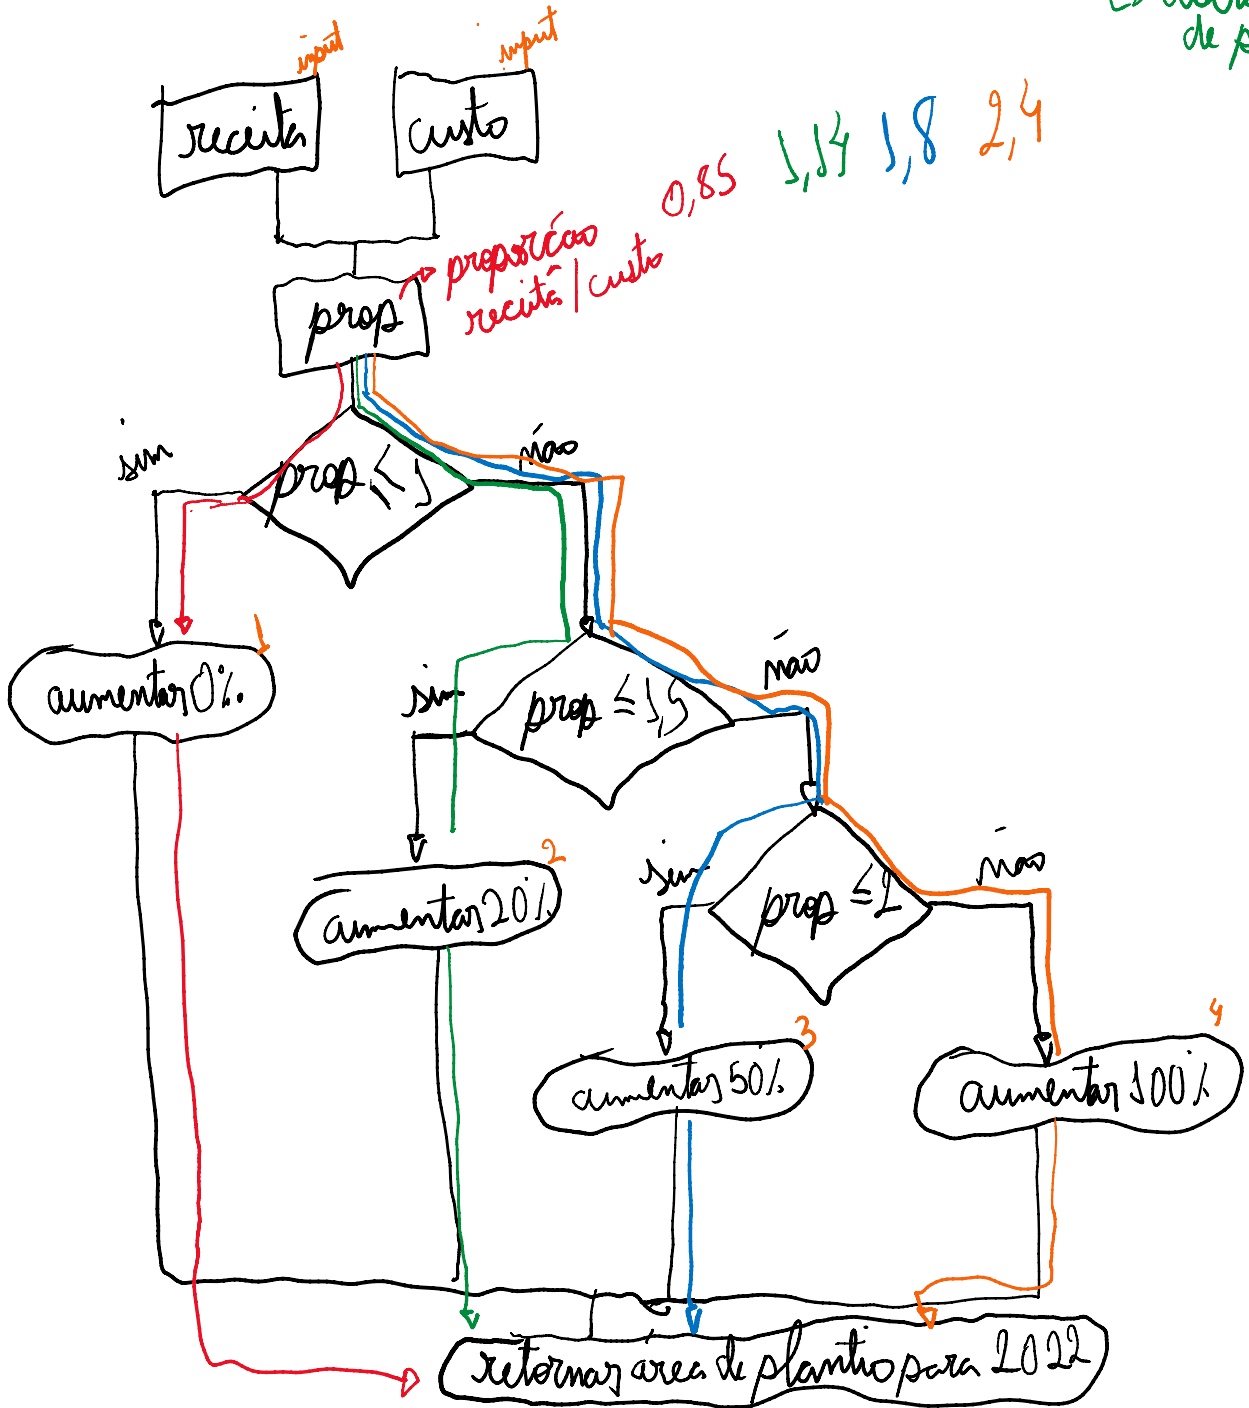 de p
input
input
receita
custo
0,85 1,14 1,8 2,4
prop
proporção
receita/custo
sim
não
prop ≤ 1
aumentar 0%
1
sim
não
prop ≤ 1,5
aumentar 20%
2
sim
não
prop ≤ 2
aumentar 50%
3
aumentar 100%
4
retornar área de plantio para 2022